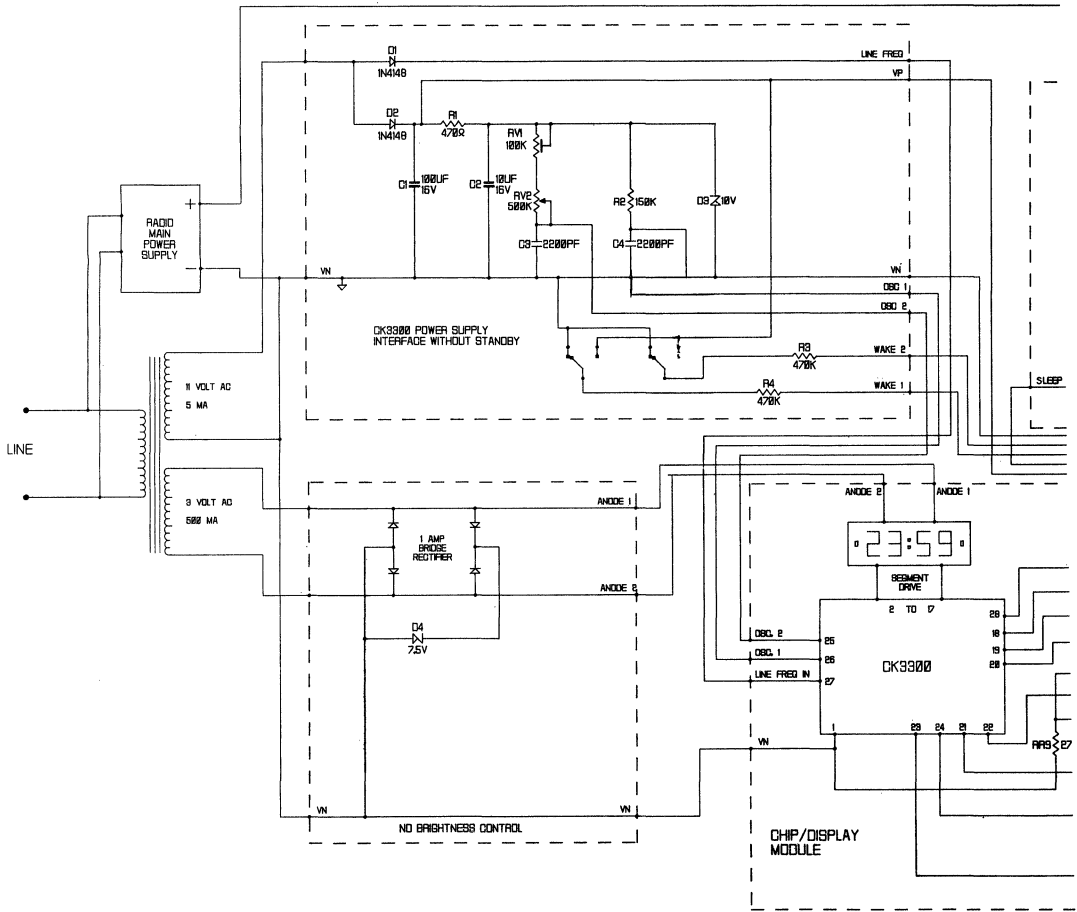 D1
1N4148
LINE FREQ
VP
D2
1N4148
R1
470Ω
RV1
100K
C1
100UF
16V
C2
10UF
16V
RV2
500K
R2
150K
D3
10V
C3
2200PF
C4
2200PF
+
RADIO
MAIN
POWER
SUPPLY
−
VN
VN
OSC 1
OSC 2
CK3300 POWER SUPPLY
INTERFACE WITHOUT STANDBY
R3
470K
WAKE 2
R4
470K
WAKE 1
SLEEP
11 VOLT AC
5 MA
LINE
3 VOLT AC
500 MA
ANODE 1
ANODE 2
ANODE 1
1 AMP
BRIDGE
RECTIFIER
23:59
ANODE 2
SEGMENT
DRIVE
2 TO 17
D4
7.5V
OSC. 2
25
OSC. 1
26
LINE FREQ IN
27
CK3300
28
18
19
20
1
23
24
21
22
VN
RR9
27
VN
VN
NO BRIGHTNESS CONTROL
CHIP/DISPLAY
MODULE